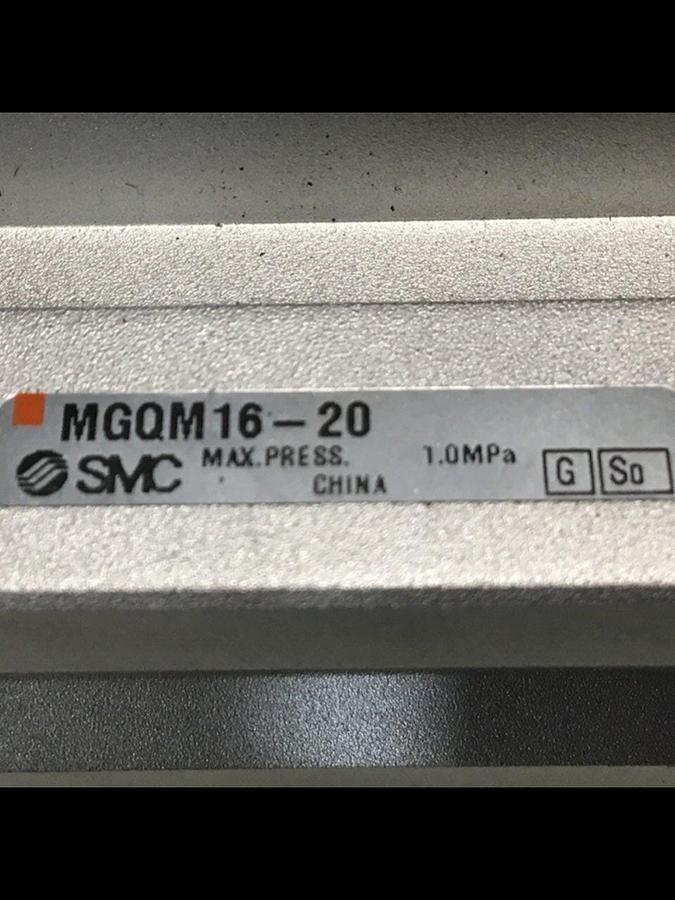 MGQM16-20
SMC MAX.PRESS. 1.0MPa
CHINA
G So